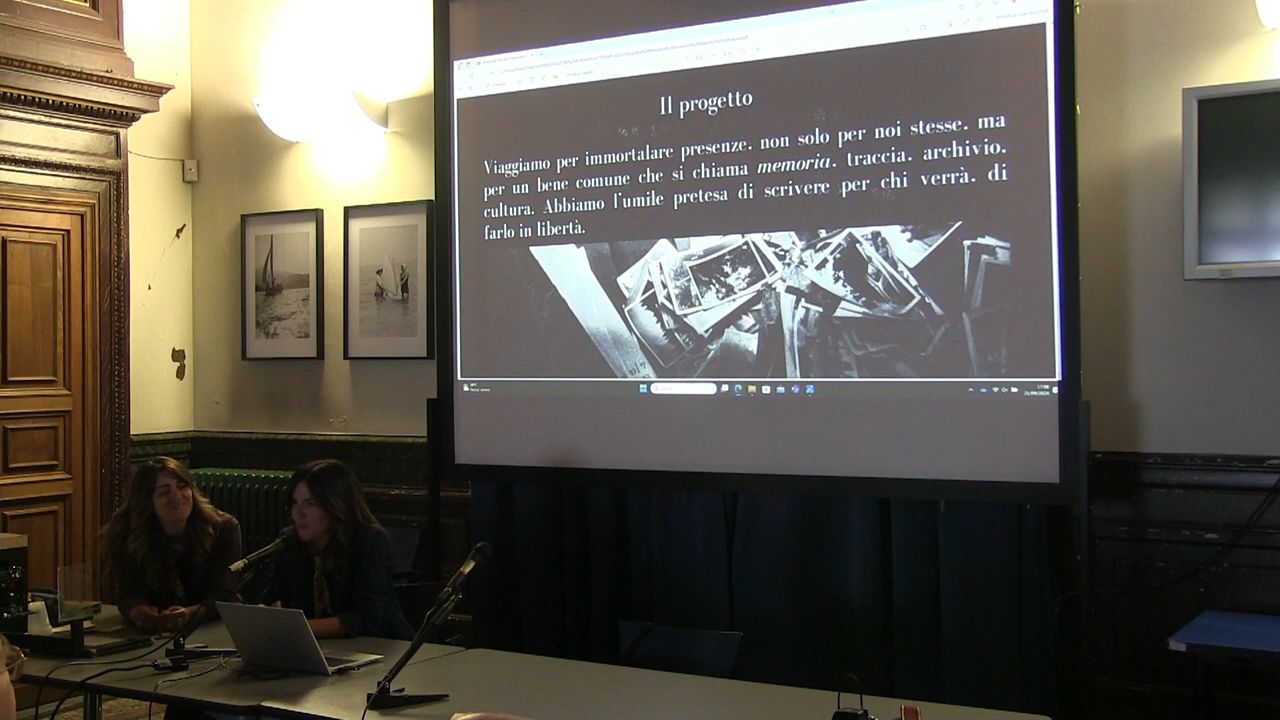 Il progetto
Viaggiamo per immortalare presenze. non solo per noi stesse. ma
per un bene comune che si chiama memoria. traccia. archivio.
cultura. Abbiamo l'umile pretesa di scrivere per chi verrà. di
farlo in libertà.